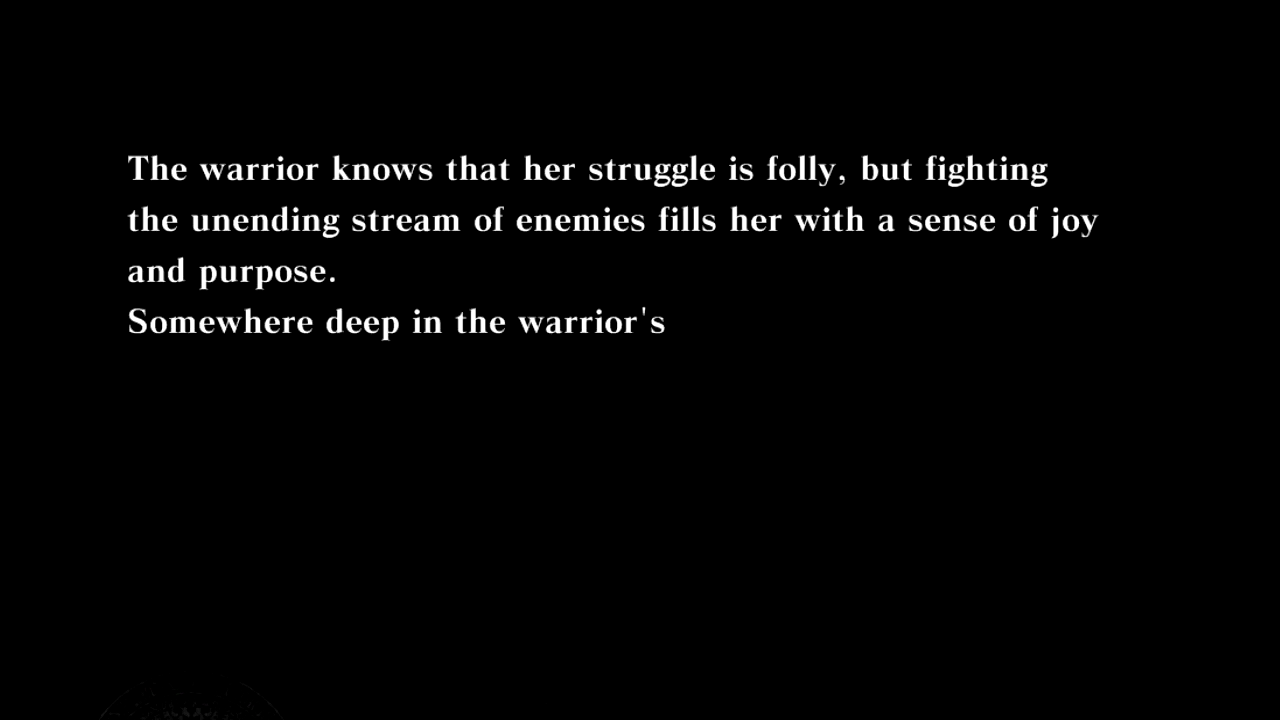 The warrior knows that her struggle is folly, but fighting
the unending stream of enemies fills her with a sense of joy
and purpose.
Somewhere deep in the warrior's